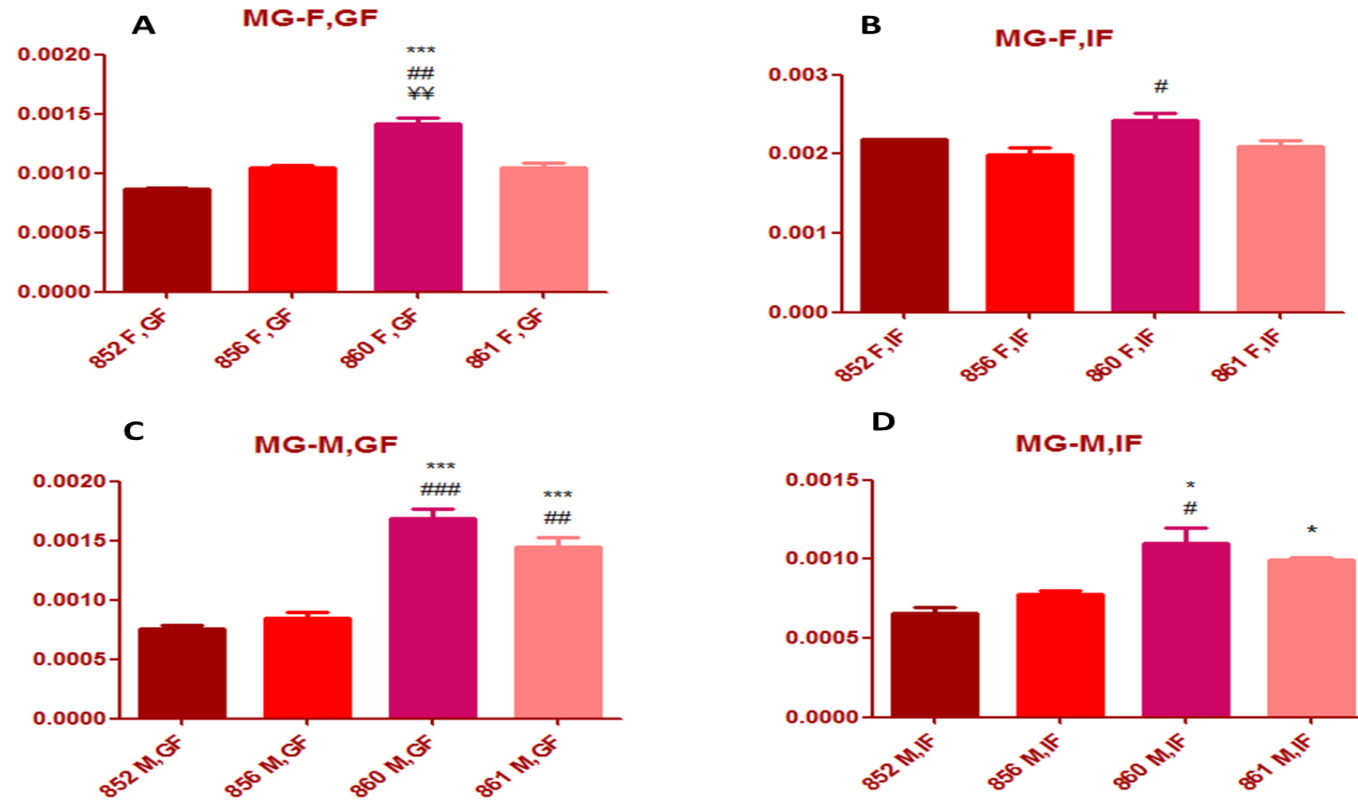 A
MG-F,GF
0.0020
0.0015
0.0010
0.0005
0.0000
***
##
¥¥
852 F,GF
856 F,GF
860 F,GF
861 F,GF
B
MG-F,IF
0.003
0.002
0.001
0.000
#
852 F,IF
856 F,IF
860 F,IF
861 F,IF
C
MG-M,GF
0.0020
0.0015
0.0010
0.0005
0.0000
***
###
***
##
852 M,GF
856 M,GF
860 M,GF
861 M,GF
D
MG-M,IF
0.0015
0.0010
0.0005
0.0000
*
#
*
852 M,IF
856 M,IF
860 M,IF
861 M,IF